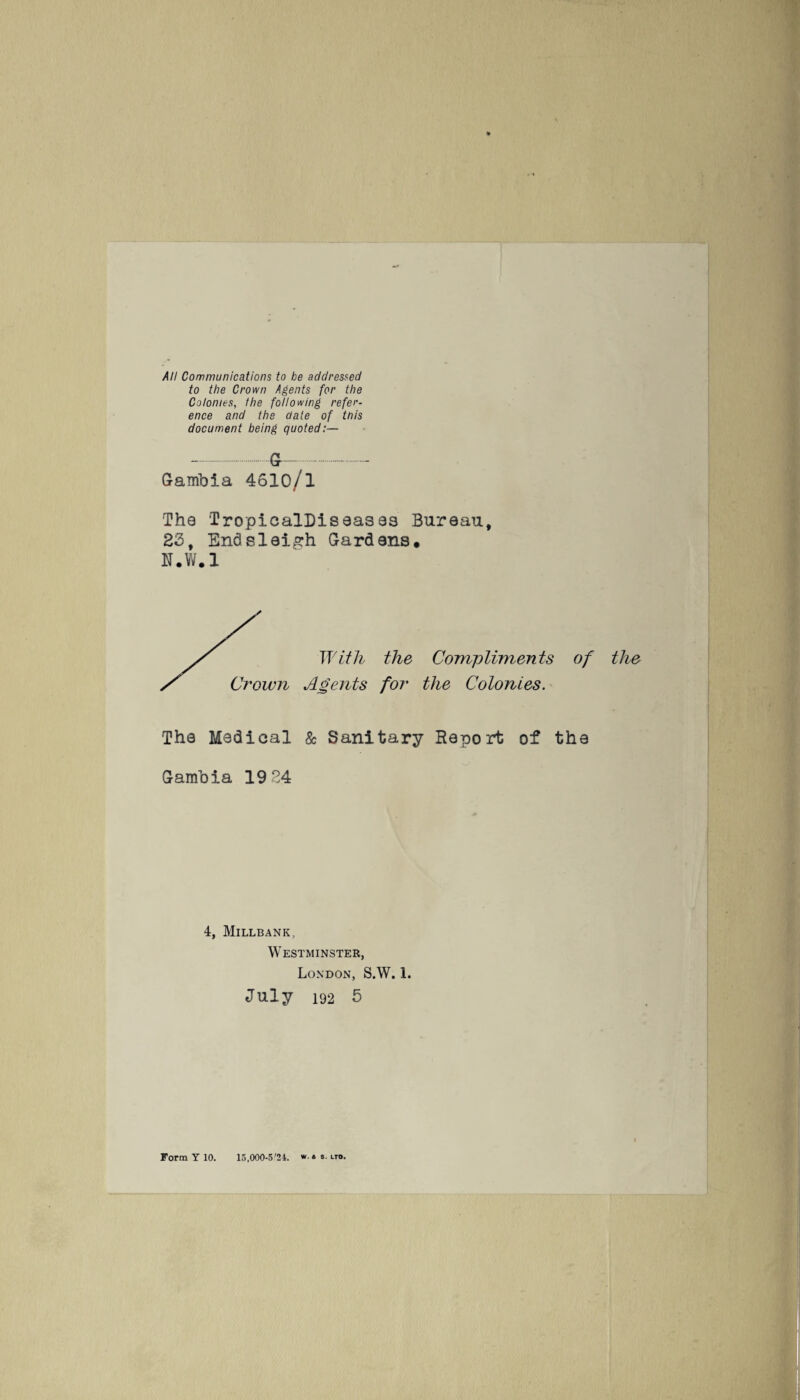 All Communications to be addressed
to the Crown Agents for the
Colonies, the following refer-
ence and the date of this
document being quoted:—
G
Gambia 4610/1
The TropicalDiseases Bureau,
23, Endsleigh Gardens.
N.W.1
With the Compliments of the
Crown Agents for the Colonies.
The Medical & Sanitary Report of the
Gambia 1924
4, MILLBANK,
WESTMINSTER,
LONDON, S.W. 1.
July 192 5
Form Y 10. 15,000-5/24. W. & S. LTD.